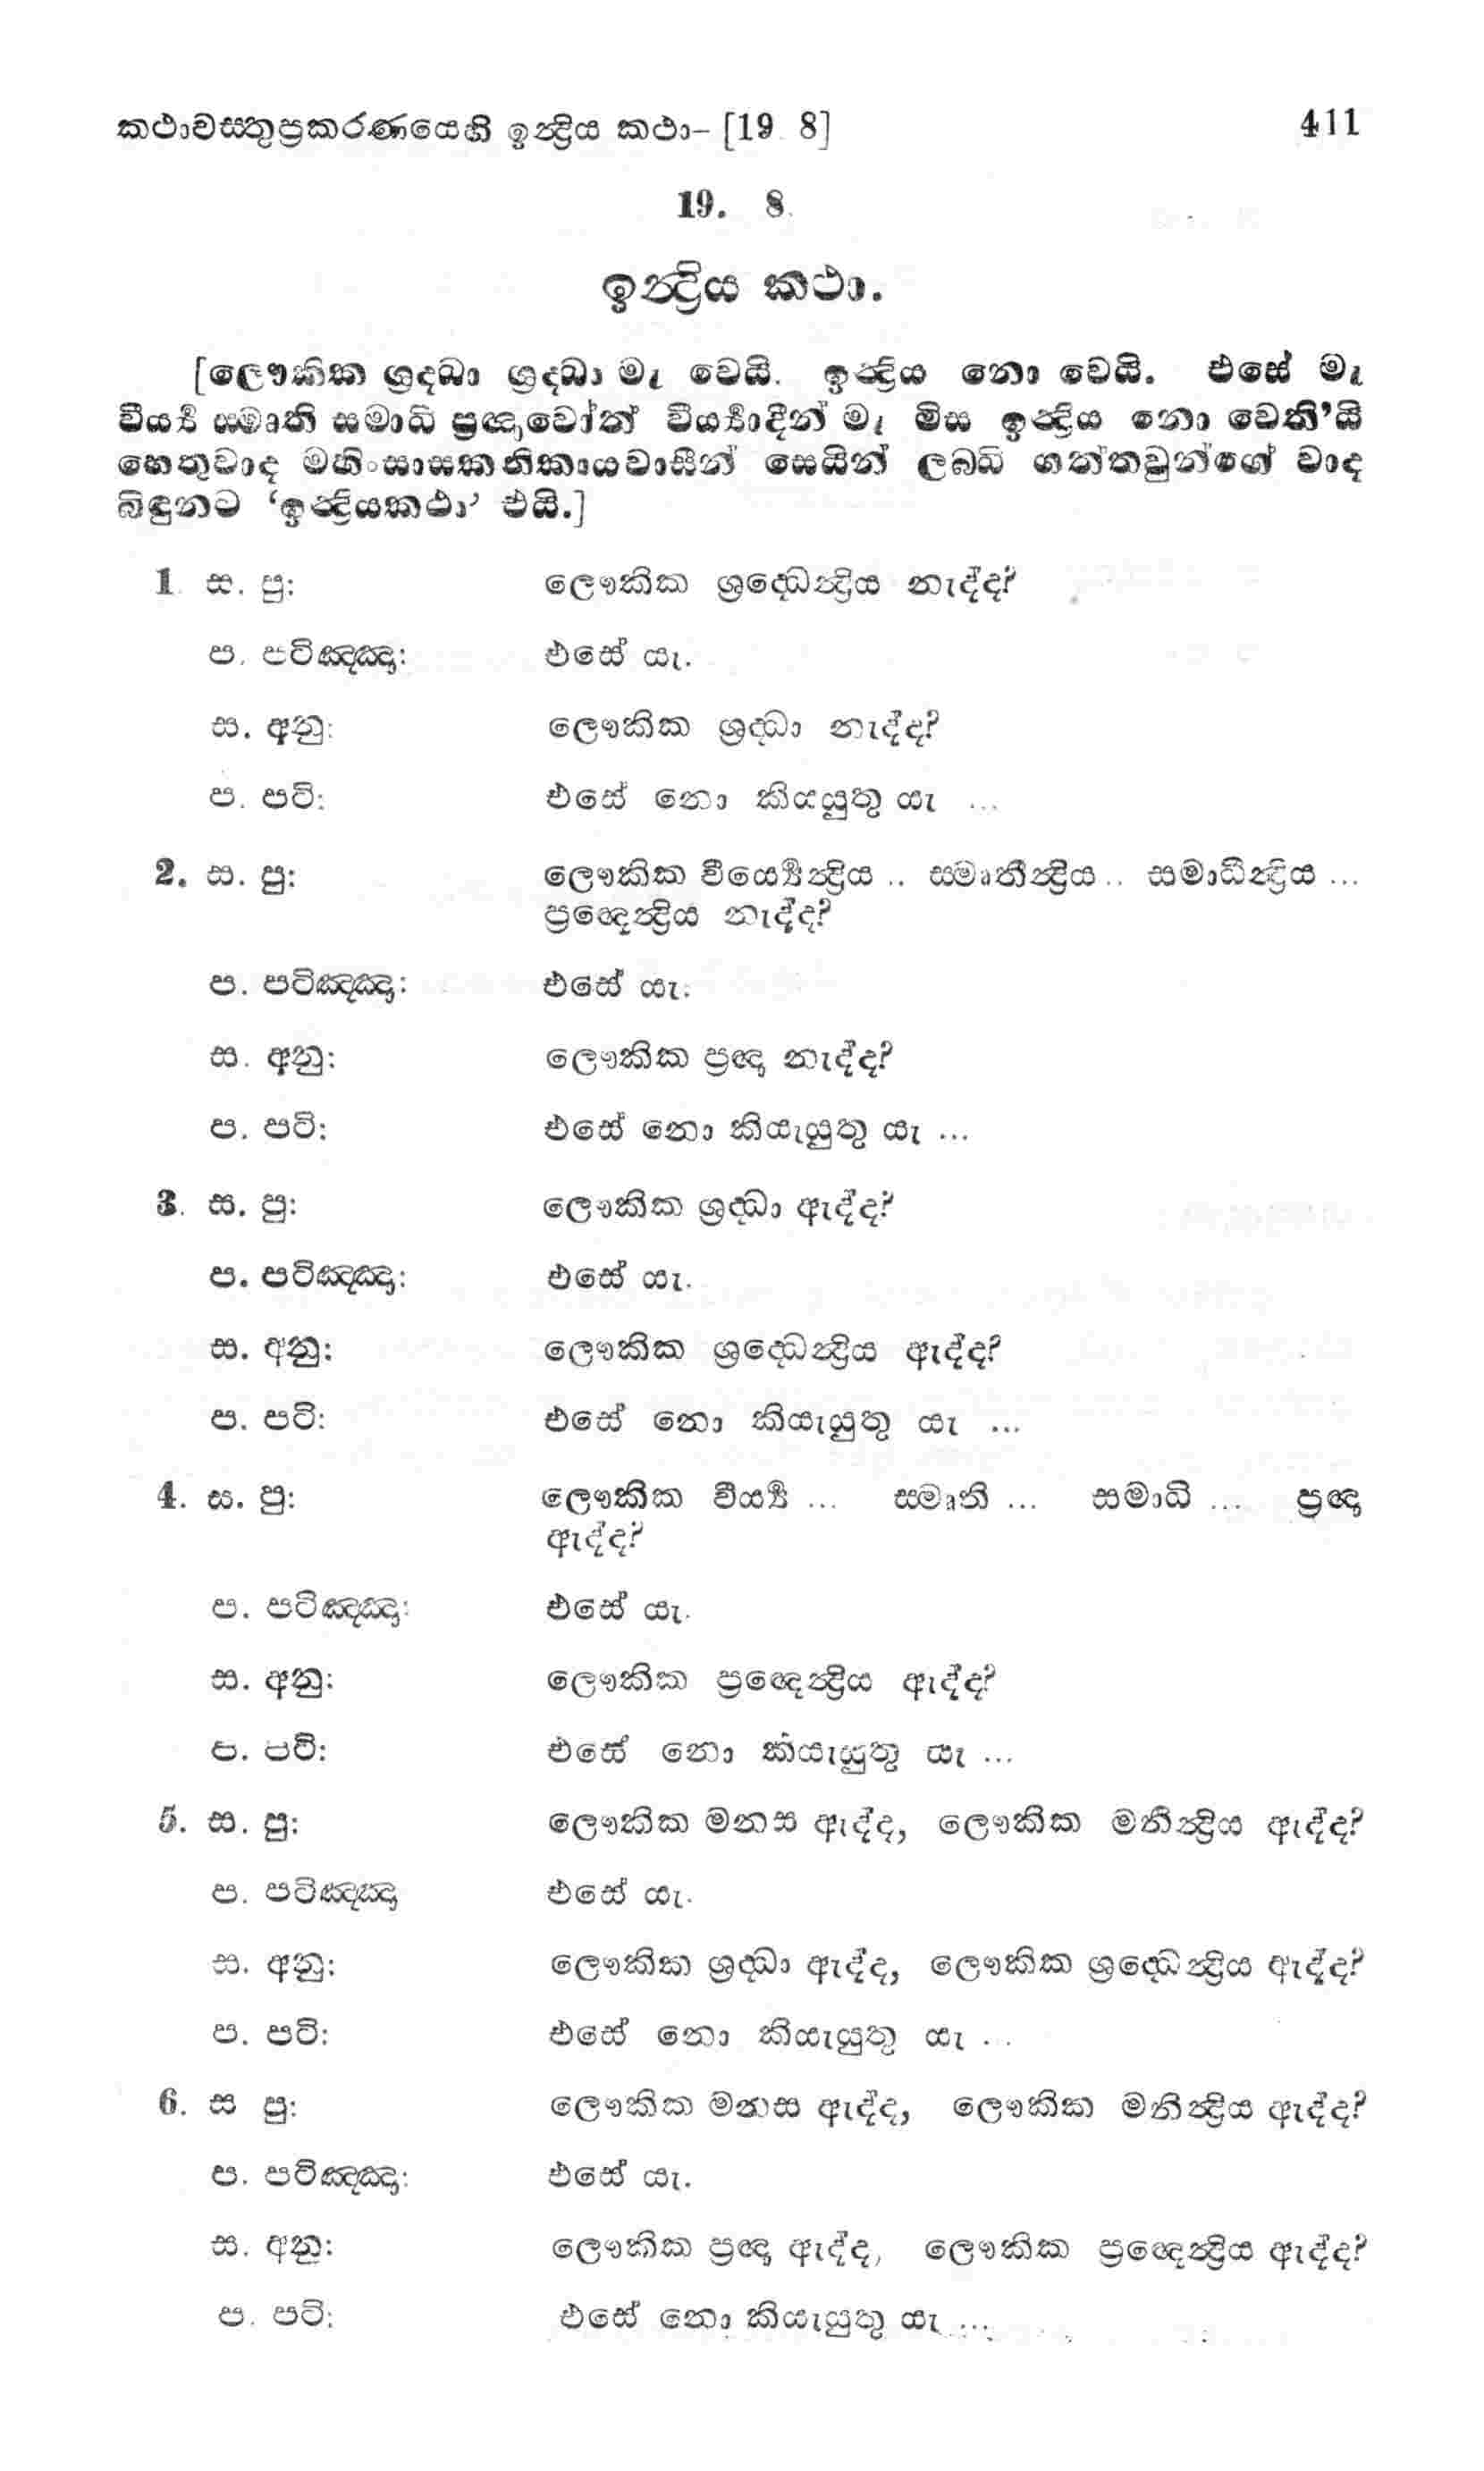 කථාවස්තුප්‍රකරණයෙහි ඉන්ද්‍රිය කථා- [19 8] 411
19. 8.
ඉන්ද්‍රිය කථා.
[ලෞකික ශ්‍රද්ධා ශ්‍රද්ධා මැ වෙයි. ඉන්ද්‍රිය නො වෙයි. එසේ මැ
වීර්‍ය්‍ය සමෘති සමාධි ප්‍රඥාවෝත් වීර්‍ය්‍යාදීන් මැ මිස ඉන්ද්‍රිය නො වෙති’යි
හෙතුවාද මහිංසාසකනිකායවාසීන් සෙයින් ලබ්ධි ගත්තවුන්ගේ වාද
බිඳුනට ‘ඉන්ද්‍රියකථා’ එයි.]
1. ස. පු: ලෞකික ශ්‍රද්ධෙන්ද්‍රිය නැද්ද?
ප. පටිඤ්ඤා: එසේ යැ.
ස. අනු: ලෞකික ශ්‍රද්ධා නැද්ද?
ප. පටි: එසේ නො කියයුතු යැ ...
2. ස. පු: ලෞකික වීර්‍ය්‍යෙන්ද්‍රිය .. සමෘතීන්ද්‍රිය .. සමාධීන්ද්‍රිය ...
ප්‍රඥෙන්ද්‍රිය නැද්ද?
ප. පටිඤ්ඤා: එසේ යැ.
ස. අනු: ලෞකික ප්‍රඥා නැද්ද?
ප. පටි: එසේ නො කියැයුතු යැ ...
3. ස. පු: ලෞකික ශ්‍රද්ධා ඇද්ද?
ප. පටිඤ්ඤා: එසේ යැ.
ස. අනු: ලෞකික ශ්‍රද්ධෙන්ද්‍රිය ඇද්ද?
ප. පටි: එසේ නො කියැයුතු යැ ...
4. ස. පු: ලෞකික වීර්‍ය්‍ය ... සමෘති ... සමාධි ... ප්‍රඥා
ඇද්ද?
ප. පටිඤ්ඤා: එසේ යැ.
ස. අනු: ලෞකික ප්‍රඥෙන්ද්‍රිය ඇද්ද?
ප. පටි: එසේ නො කියැයුතු යැ ...
5. ස. පු: ලෞකික මනස ඇද්ද, ලෞකික මනින්ද්‍රිය ඇද්ද?
ප. පටිඤ්ඤා එසේ යැ.
ස. අනු: ලෞකික ශ්‍රද්ධා ඇද්ද, ලෞකික ශ්‍රද්ධෙන්ද්‍රිය ඇද්ද?
ප. පටි: එසේ නො කියැයුතු යැ ...
6. ස පු: ලෞකික මනස ඇද්ද, ලෞකික මනින්ද්‍රිය ඇද්ද?
ප. පටිඤ්ඤා: එසේ යැ.
ස. අනු: ලෞකික ප්‍රඥා ඇද්ද, ලෞකික ප්‍රඥෙන්ද්‍රිය ඇද්ද?
ප. පටි: එසේ නො කියැයුතු යැ ...